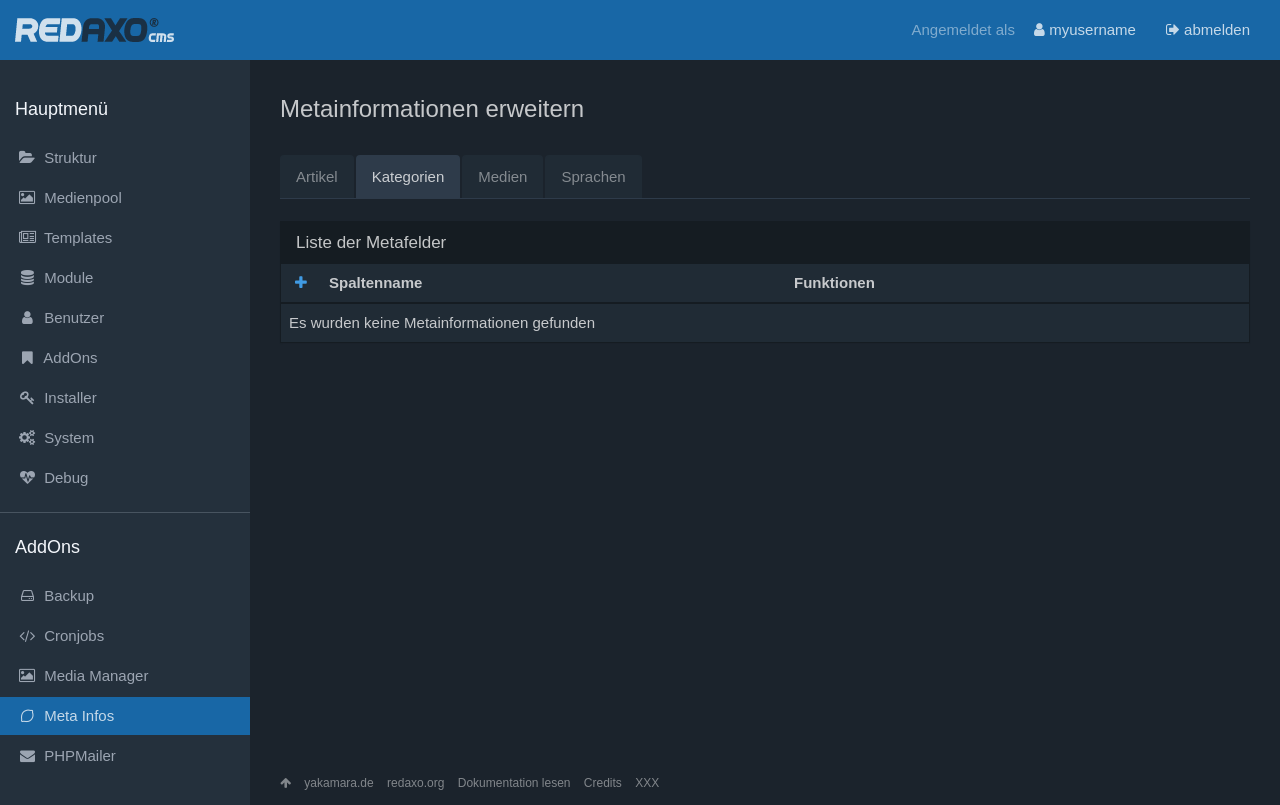 REDAXO® cms
Angemeldet als myusername abmelden
Hauptmenü
Struktur
Medienpool
Templates
Module
Benutzer
AddOns
Installer
System
Debug
AddOns
Backup
Cronjobs
Media Manager
Meta Infos
PHPMailer
Metainformationen erweitern
Artikel Kategorien Medien Sprachen
Liste der Metafelder
Spaltenname Funktionen
Es wurden keine Metainformationen gefunden
yakamara.de redaxo.org Dokumentation lesen Credits XXX